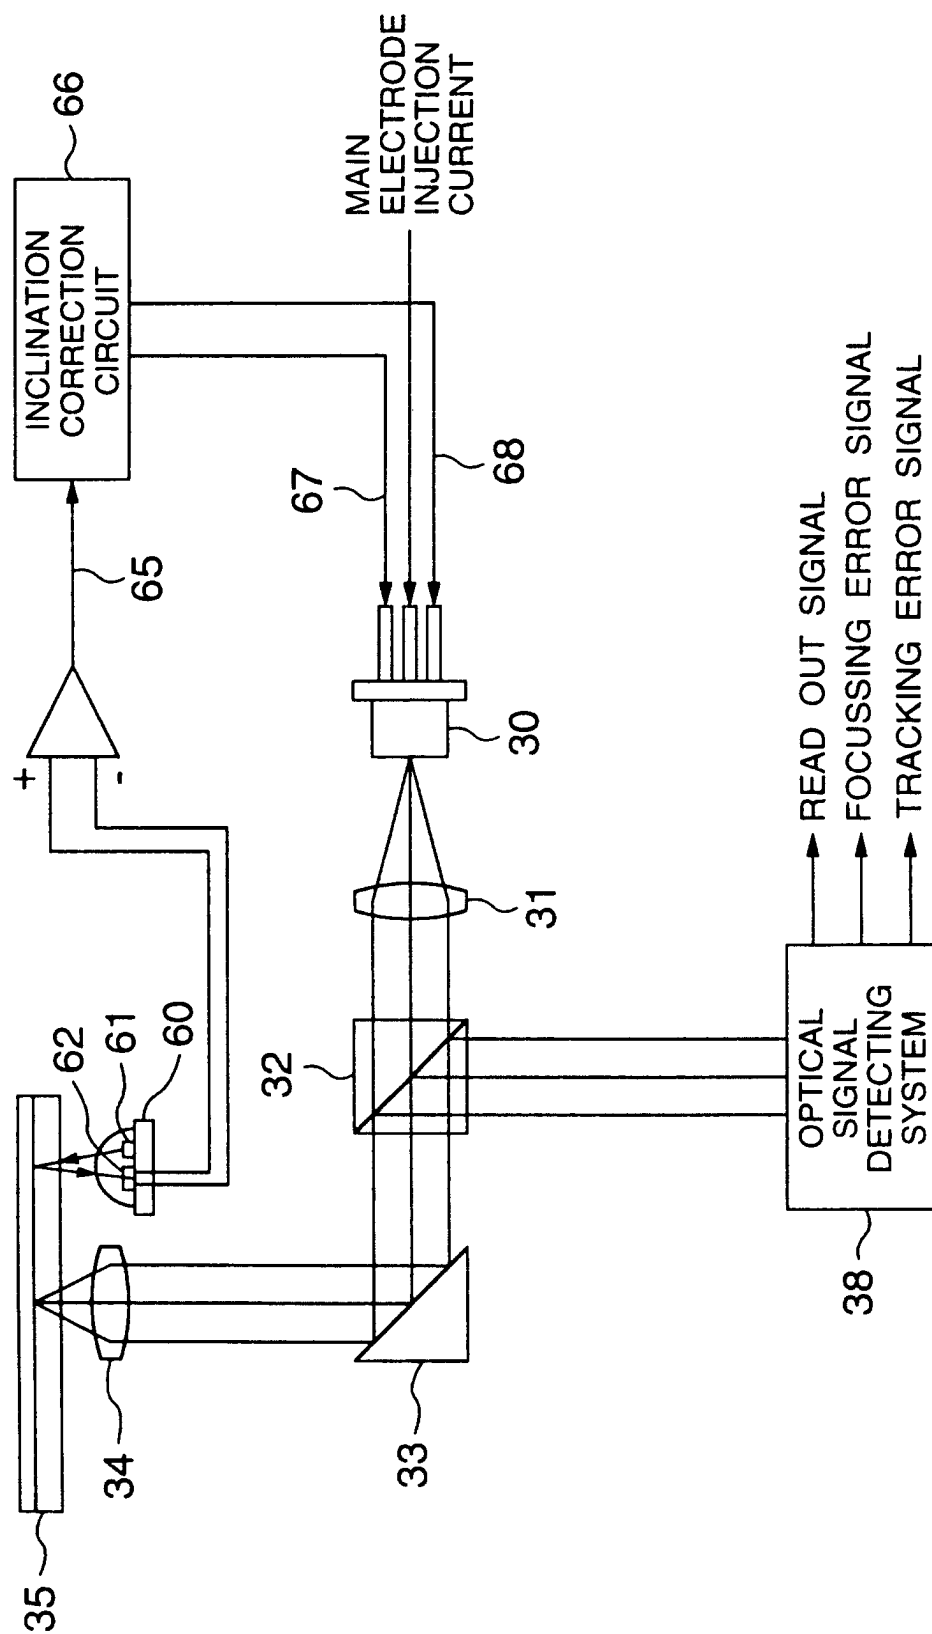 66
INCLINATION
CORRECTION
CIRCUIT
65
+
-
MAIN
ELECTRODE
INJECTION
CURRENT
67
68
62
61
60
35
34
33
32
31
30
38
OPTICAL
SIGNAL
DETECTING
SYSTEM
READ OUT SIGNAL
FOCUSSING ERROR SIGNAL
TRACKING ERROR SIGNAL